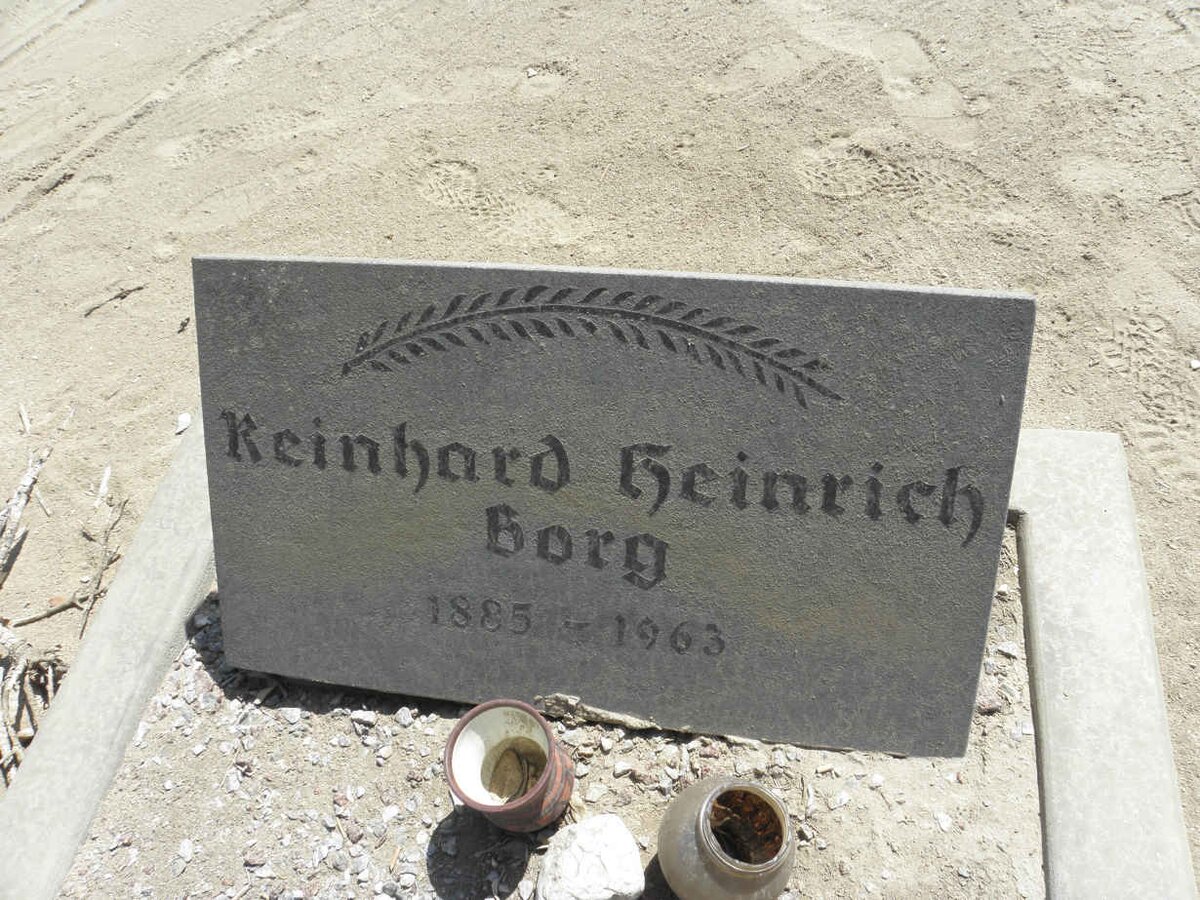 Reinhard Heinrich
Borg
1885 - 1963